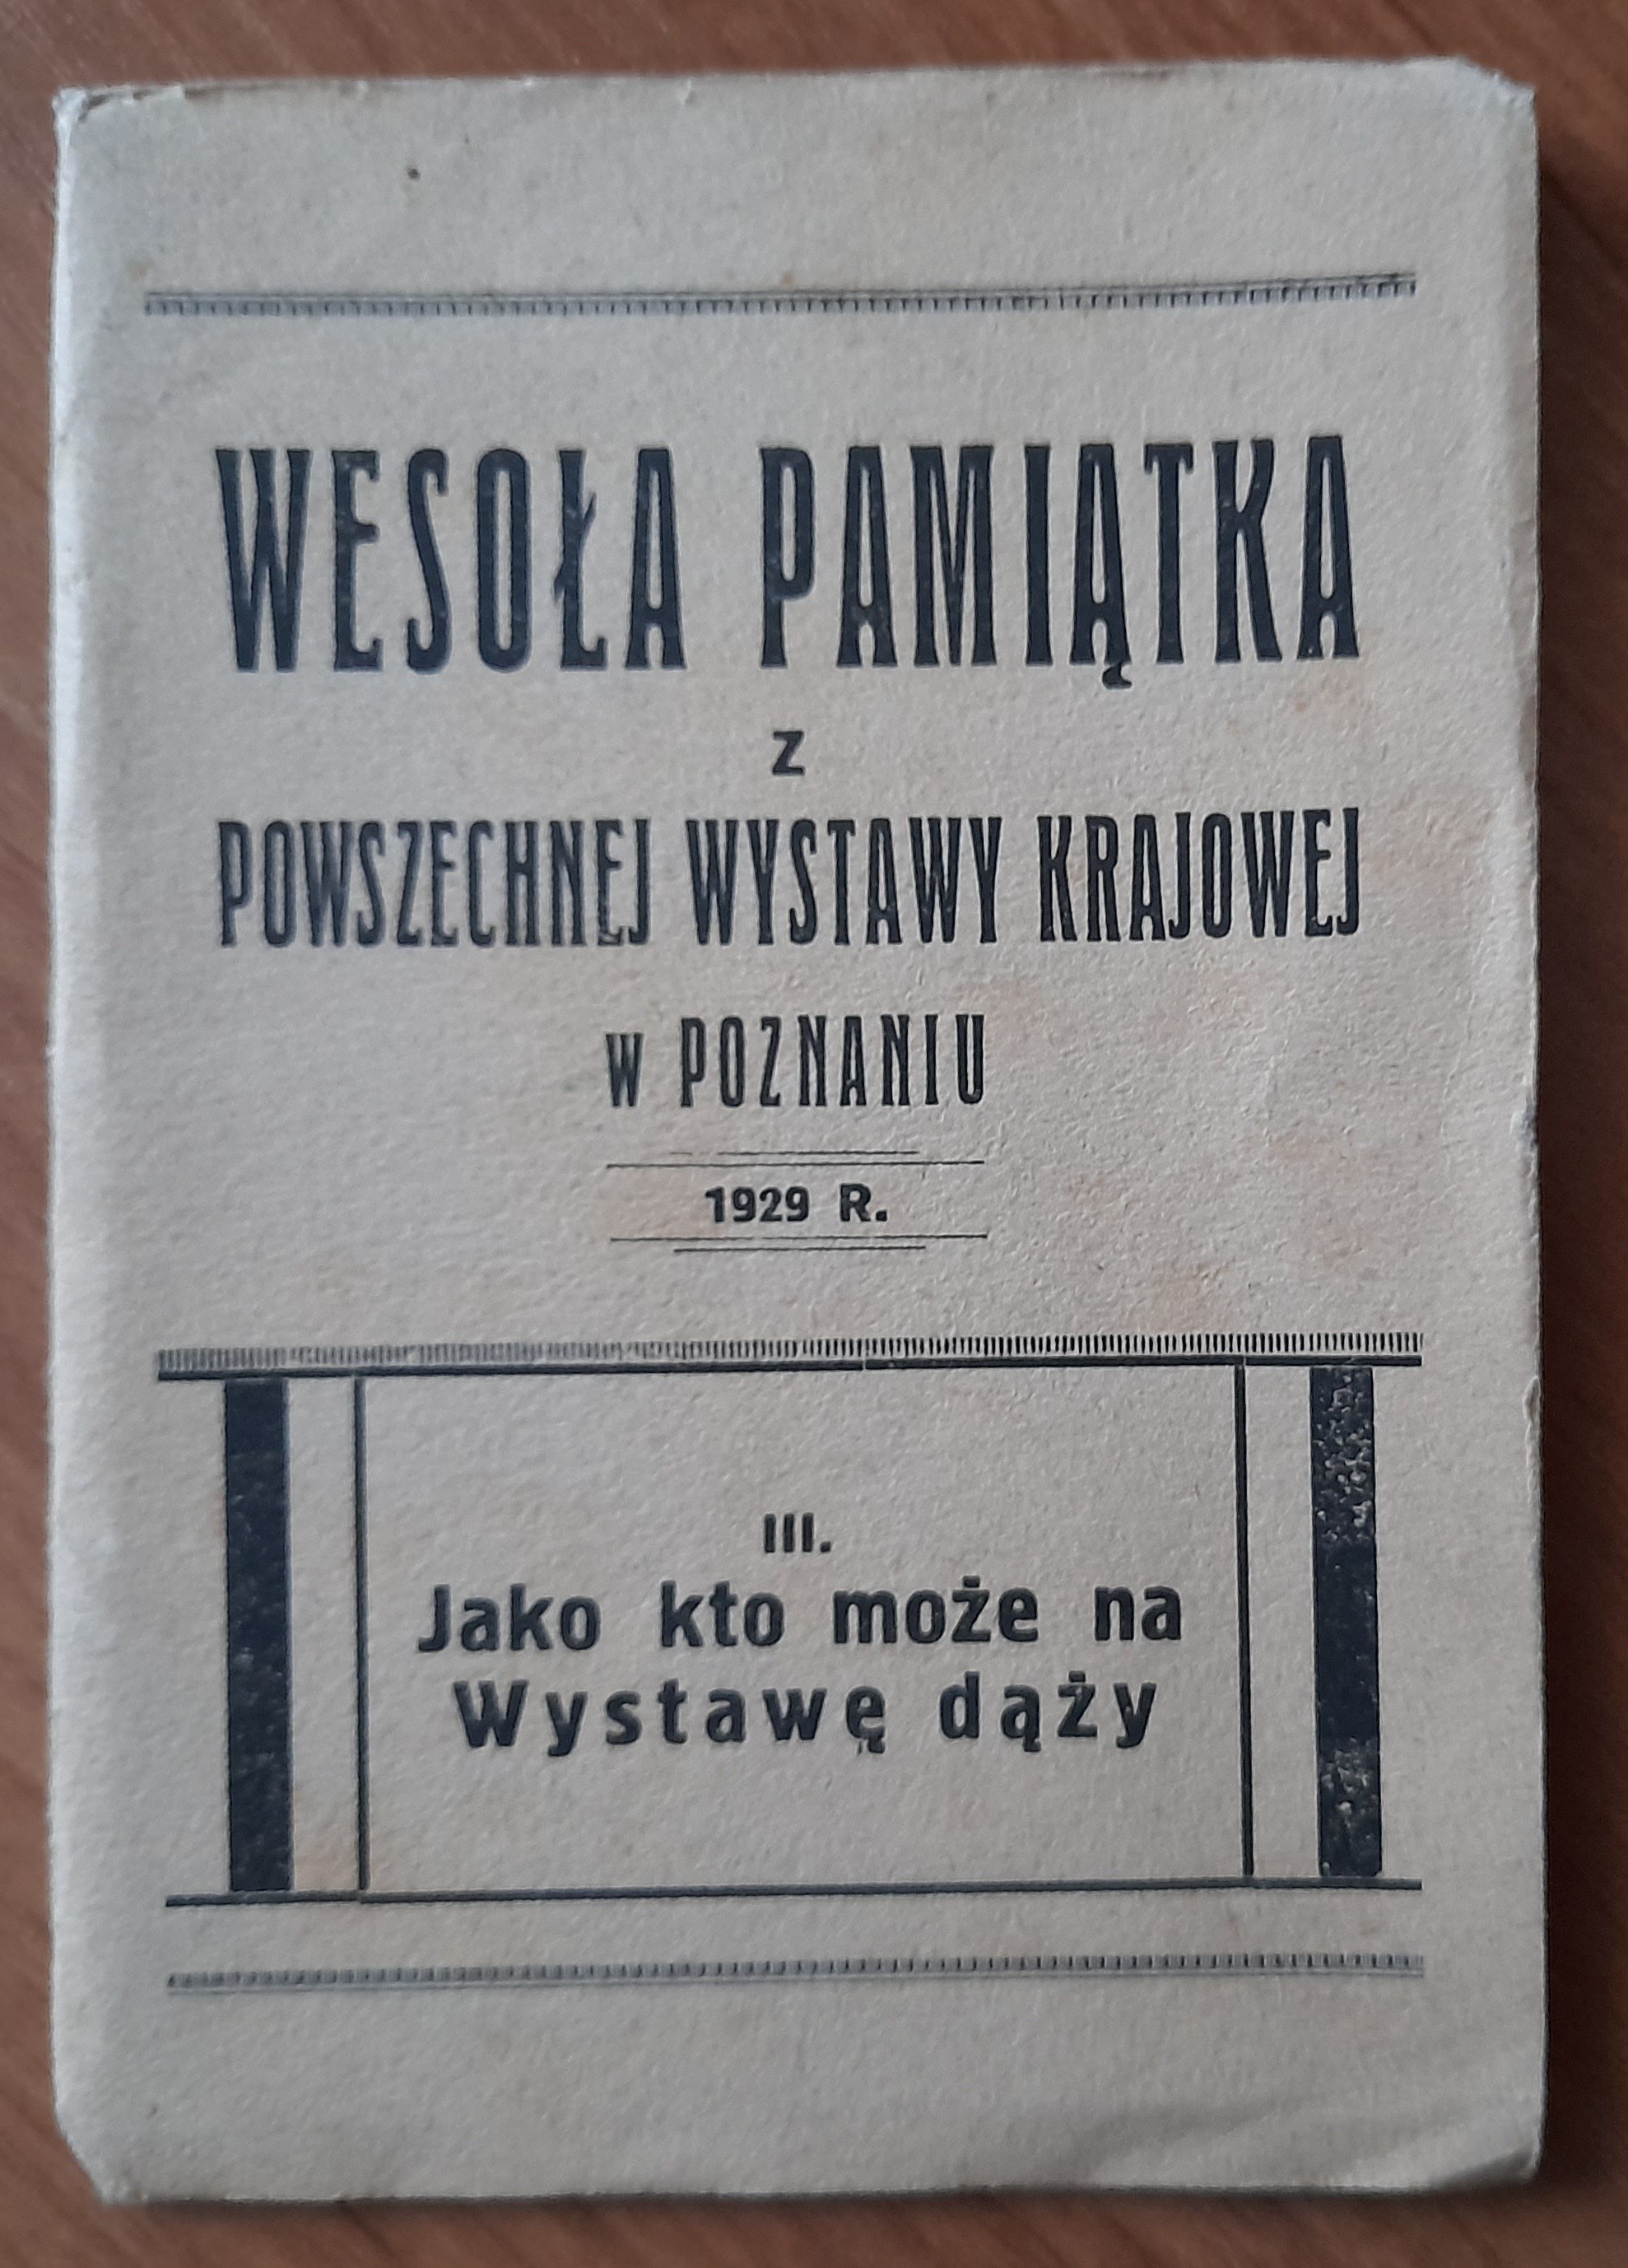 WESOŁA PAMIĄTKA
z
POWSZECHNEJ WYSTAWY KRAJOWEJ
w POZNANIU
1929 R.
III.
Jako kto może na
Wystawę dąży